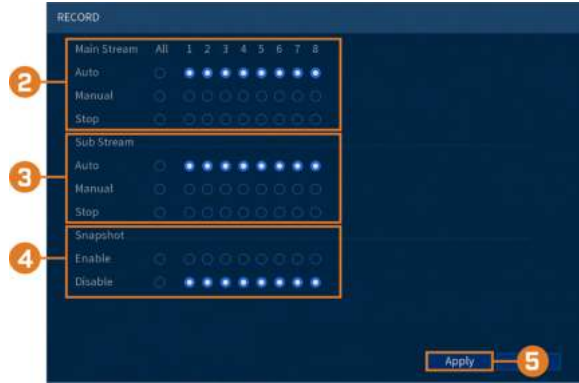 RECORD
Main Stream All 1 2 3 4 5 6 7 8
Auto
Manual
Stop
Sub Stream
Auto
Manual
Stop
Snapshot
Enable
Disable
Apply
2
3
4
5